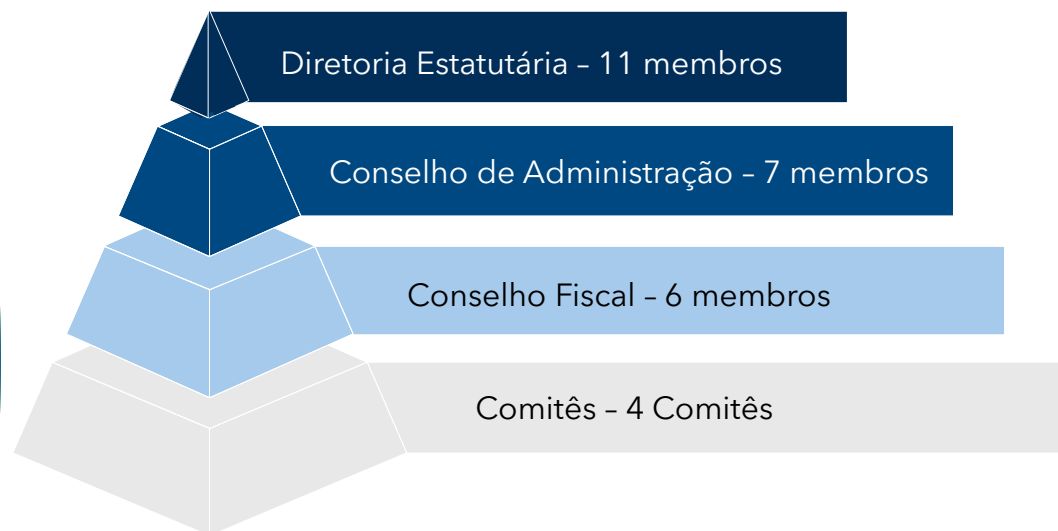 Diretoria Estatutária – 11 membros
Conselho de Administração – 7 membros
Conselho Fiscal – 6 membros
Comitês – 4 Comitês